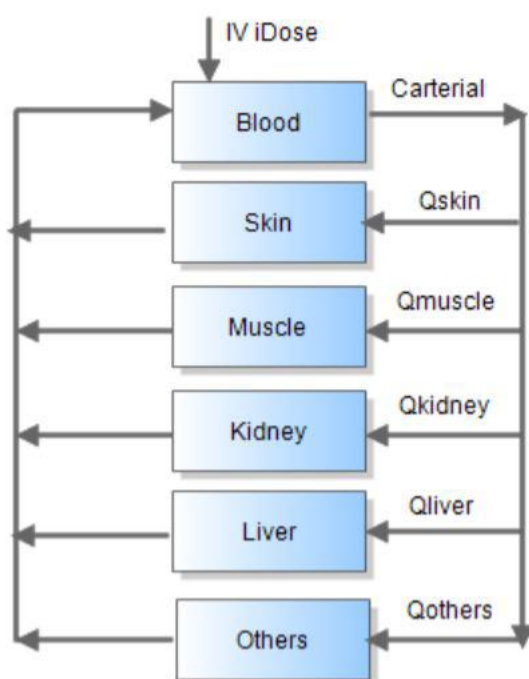 IV iDose
Blood
Carterial
Skin
Qskin
Muscle
Qmuscle
Kidney
Qkidney
Liver
Qliver
Others
Qothers